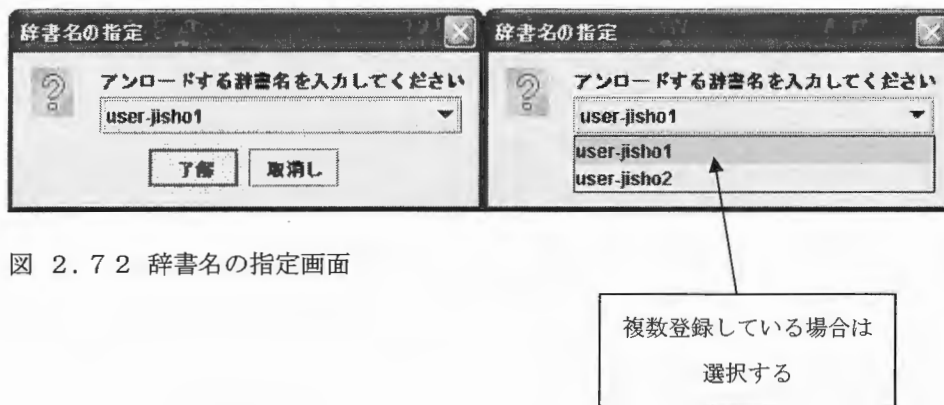 辞書名の指定
アンロードする辞書名を入力してください
user-jisho1
了解 取消し
辞書名の指定
アンロードする辞書名を入力してください
user-jisho1
user-jisho1
user-jisho2
図 2.72 辞書名の指定画面
複数登録している場合は
選択する